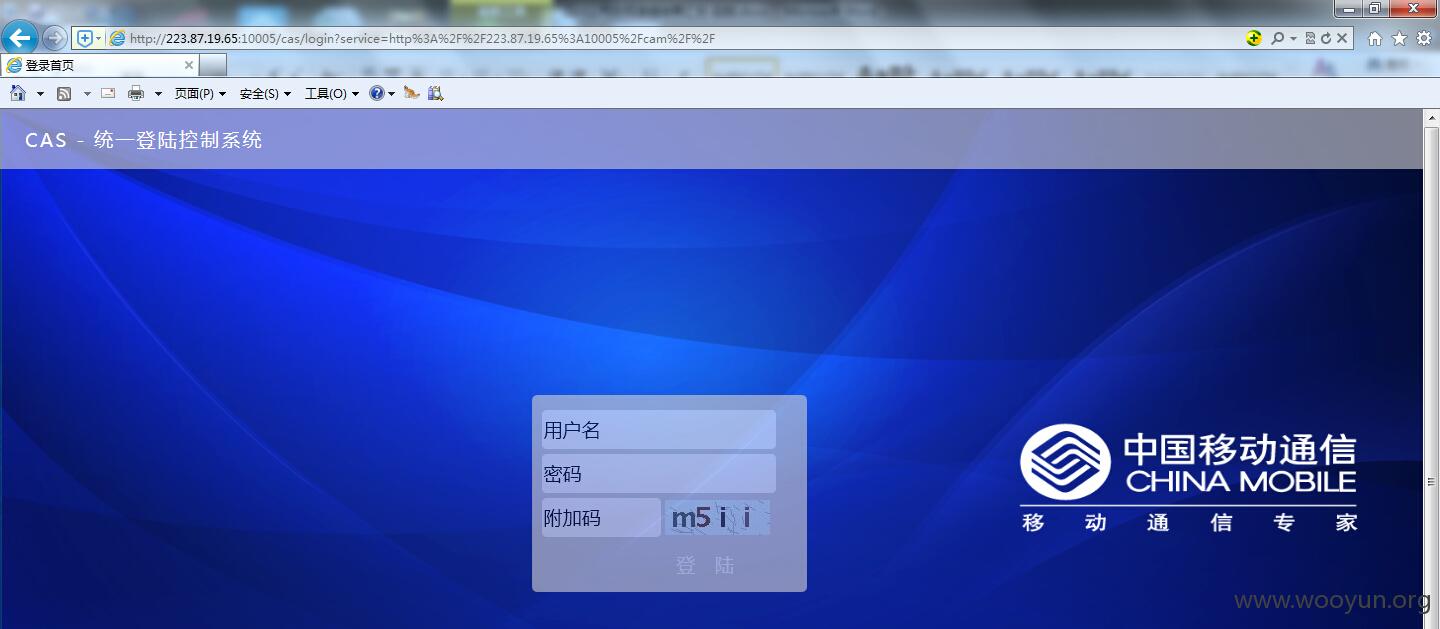 http://223.87.19.65:10005/cas/login?service=http%3A%2F%2F223.87.19.65%3A10005%2Fcam%2F%2F
登录首页
页面(P) 安全(S) 工具(O)
CAS - 统一登陆控制系统
用户名
密码
附加码 m5ii
登 陆
中国移动通信
CHINA MOBILE
移动通信专家
www.wooyun.org